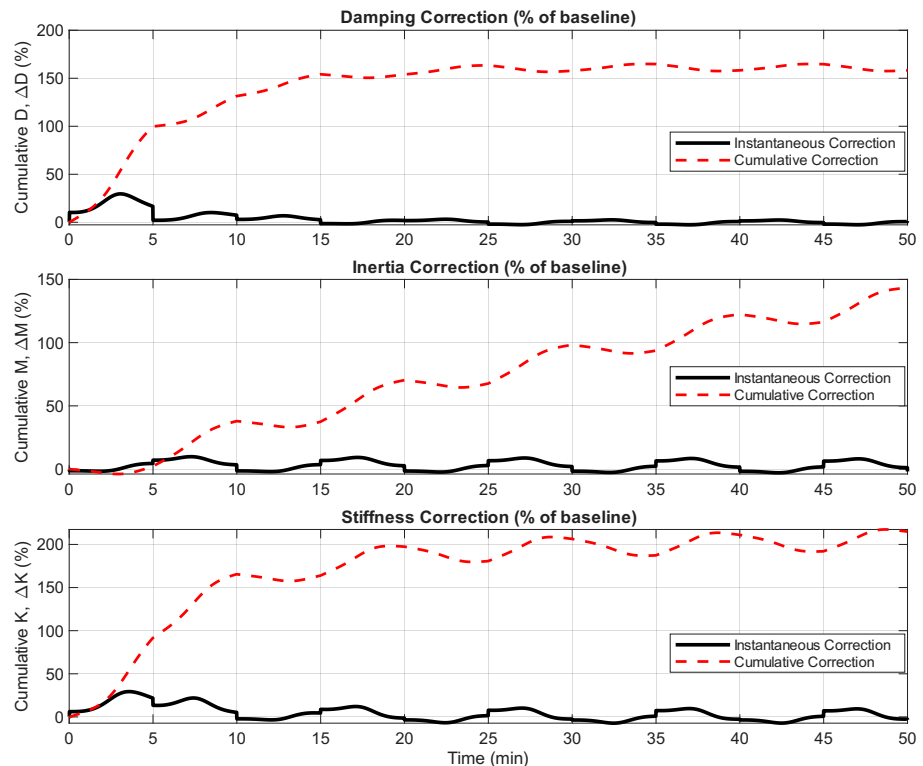 Damping Correction (% of baseline)
200
150
100
50
0
Cumulative D, ΔD (%)
Instantaneous Correction
Cumulative Correction
0 5 10 15 20 25 30 35 40 45 50
Inertia Correction (% of baseline)
150
100
50
0
Cumulative M, ΔM (%)
Instantaneous Correction
Cumulative Correction
0 5 10 15 20 25 30 35 40 45 50
Stiffness Correction (% of baseline)
200
150
100
50
0
Cumulative K, ΔK (%)
Instantaneous Correction
Cumulative Correction
0 5 10 15 20 25 30 35 40 45 50
Time (min)